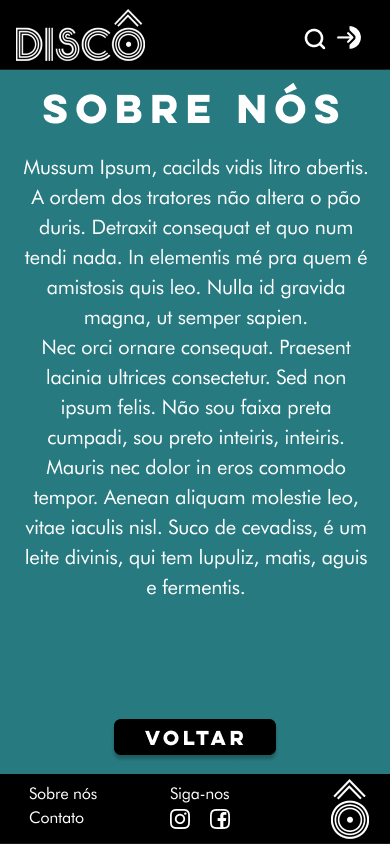 DISCÔ
SOBRE NÓS
Mussum Ipsum, cacilds vidis litro abertis.
A ordem dos tratores não altera o pão
duris. Detraxit consequat et quo num
tendi nada. In elementis mé pra quem é
amistosis quis leo. Nulla id gravida
magna, ut semper sapien.
Nec orci ornare consequat. Praesent
lacinia ultrices consectetur. Sed non
ipsum felis. Não sou faixa preta
cumpadi, sou preto inteiris, inteiris.
Mauris nec dolor in eros commodo
tempor. Aenean aliquam molestie leo,
vitae iaculis nisl. Suco de cevadiss, é um
leite divinis, qui tem lupuliz, matis, aguis
e fermentis.
VOLTAR
Sobre nós
Contato
Siga-nos